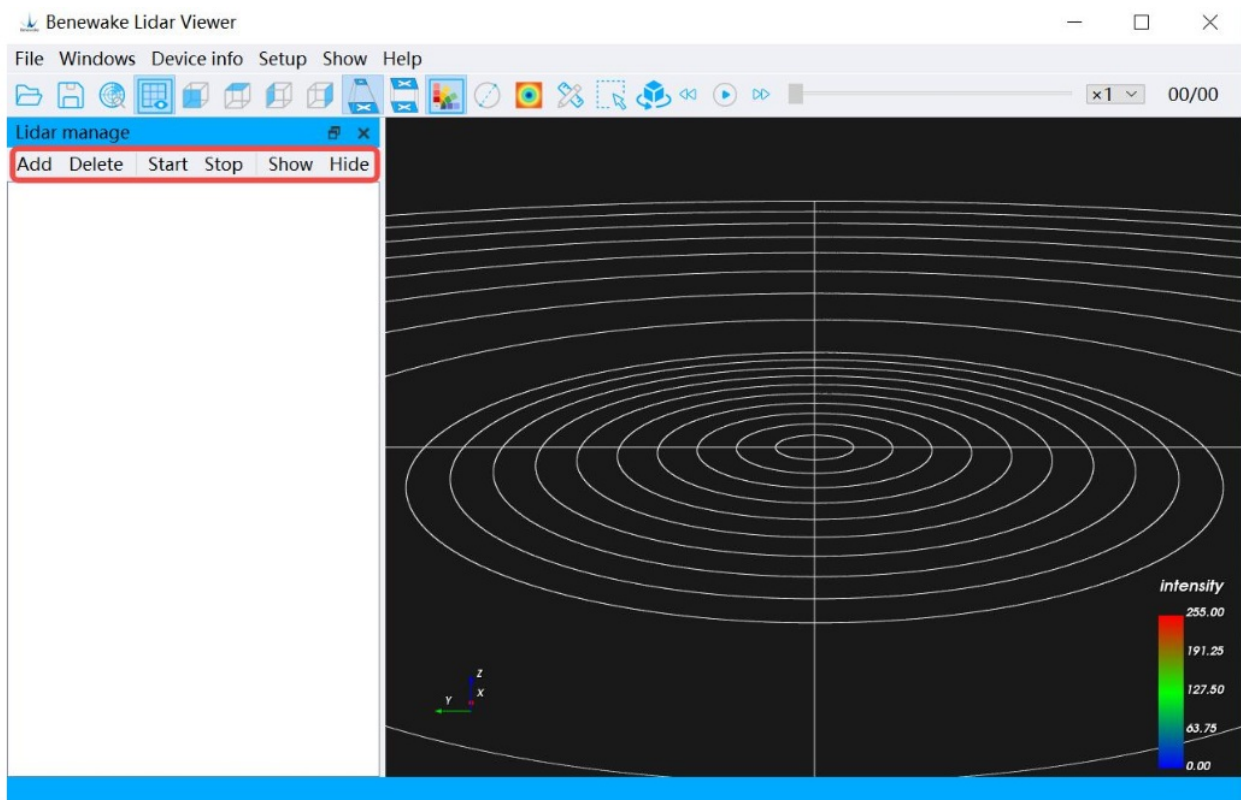 Benewake Lidar Viewer
File Windows Device info Setup Show Help
×1 00/00
Lidar manage
Add Delete Start Stop Show Hide
intensity
255.00
191.25
127.50
63.75
0.00
Z
Y X